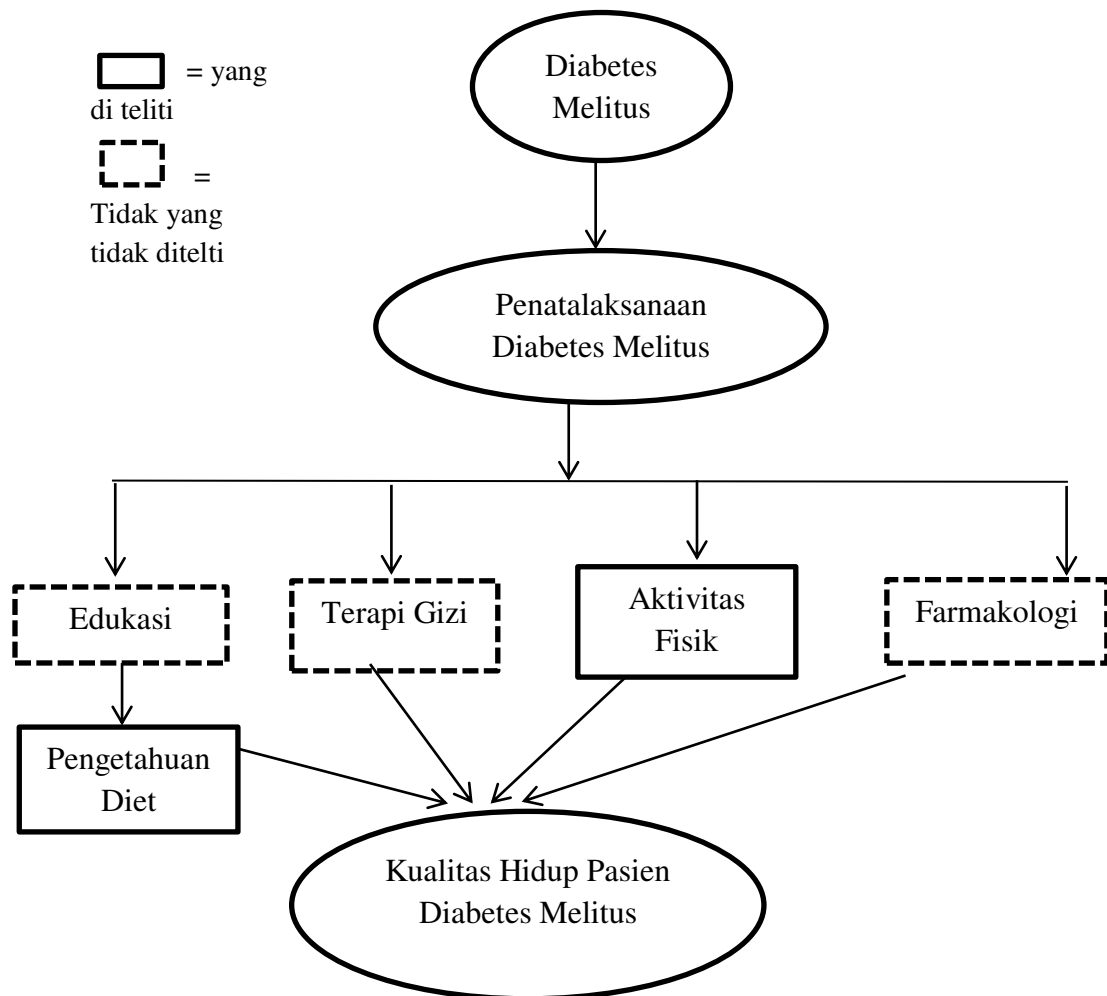 = yang
di teliti
=
Tidak yang
tidak ditelti
Diabetes
Melitus
Penatalaksanaan
Diabetes Melitus
Edukasi
Terapi Gizi
Aktivitas
Fisik
Farmakologi
Pengetahuan
Diet
Kualitas Hidup Pasien
Diabetes Melitus